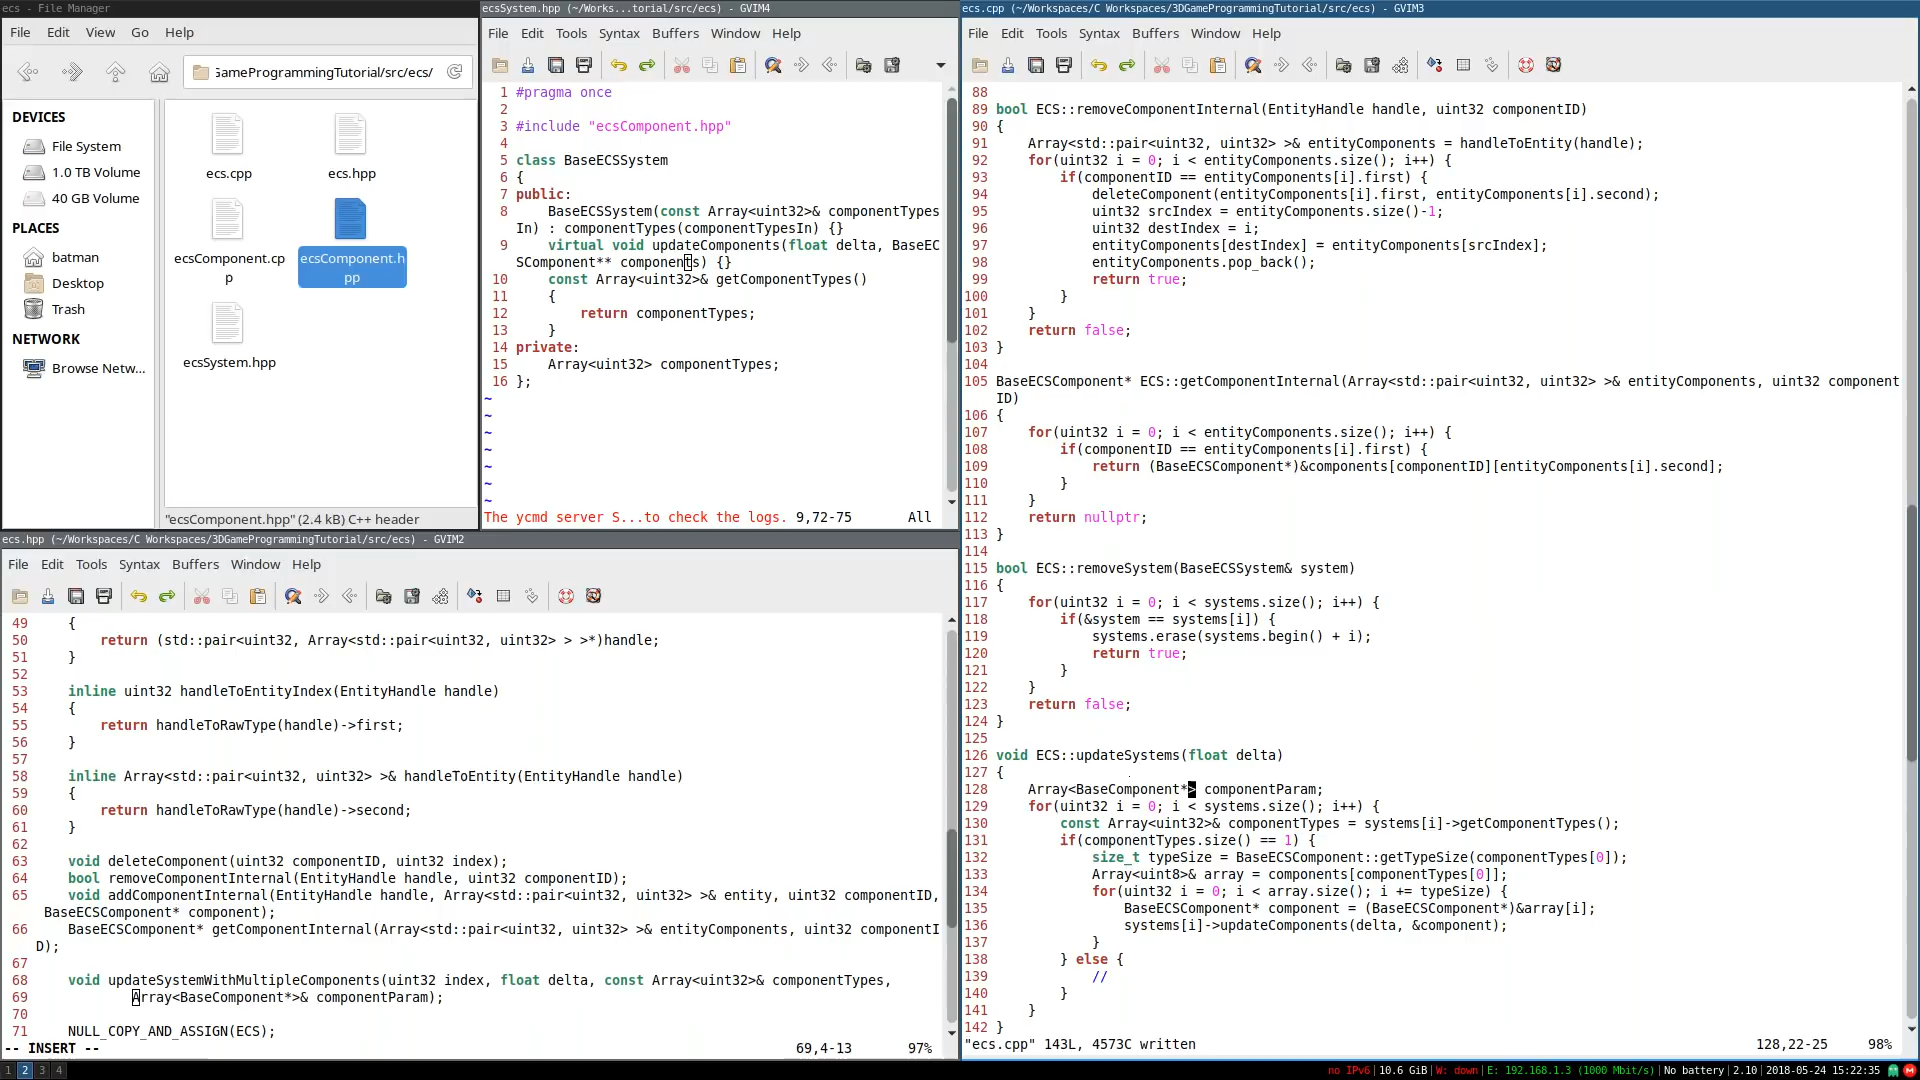 ecs - File Manager
File Edit View Go Help
GameProgrammingTutorial/src/ecs/
DEVICES
File System
1.0 TB Volume
40 GB Volume
PLACES
batman
Desktop
Trash
NETWORK
Browse Netw...
ecs.cpp
ecs.hpp
ecsComponent.cp
p
ecsComponent.h
pp
ecsSystem.hpp
"ecsComponent.hpp" (2.4 kB) C++ header
ecsSystem.hpp (~/Works...torial/src/ecs) - GVIM4
File Edit Tools Syntax Buffers Window Help
1 #pragma once
2
3 #include "ecsComponent.hpp"
4
5 class BaseECSSystem
6 {
7 public:
8     BaseECSSystem(const Array<uint32>& componentTypes
In) : componentTypes(componentTypesIn) {}
9     virtual void updateComponents(float delta, BaseEC
SComponent** components) {}
10     const Array<uint32>& getComponentTypes()
11     {
12         return componentTypes;
13     }
14 private:
15     Array<uint32> componentTypes;
16 };
~
~
~
~
~
~
~
The ycmd server S...to check the logs. 9,72-75 All
ecs.hpp (~/Workspaces/C Workspaces/3DGameProgrammingTutorial/src/ecs) - GVIM2
File Edit Tools Syntax Buffers Window Help
49     {
50         return (std::pair<uint32, Array<std::pair<uint32, uint32> > >*)handle;
51     }
52
53     inline uint32 handleToEntityIndex(EntityHandle handle)
54     {
55         return handleToRawType(handle)->first;
56     }
57
58     inline Array<std::pair<uint32, uint32> >& handleToEntity(EntityHandle handle)
59     {
60         return handleToRawType(handle)->second;
61     }
62
63     void deleteComponent(uint32 componentID, uint32 index);
64     bool removeComponentInternal(EntityHandle handle, uint32 componentID);
65     void addComponentInternal(EntityHandle handle, Array<std::pair<uint32, uint32> >& entity, uint32 componentID,
BaseECSComponent* component);
66     BaseECSComponent* getComponentInternal(Array<std::pair<uint32, uint32> >& entityComponents, uint32 componentI
D);
67
68     void updateSystemWithMultipleComponents(uint32 index, float delta, const Array<uint32>& componentTypes,
69             Array<BaseComponent*>& componentParam);
70
71     NULL_COPY_AND_ASSIGN(ECS);
-- INSERT -- 69,4-13 97%
ecs.cpp (~/Workspaces/C Workspaces/3DGameProgrammingTutorial/src/ecs) - GVIM3
File Edit Tools Syntax Buffers Window Help
88
89 bool ECS::removeComponentInternal(EntityHandle handle, uint32 componentID)
90 {
91     Array<std::pair<uint32, uint32> >& entityComponents = handleToEntity(handle);
92     for(uint32 i = 0; i < entityComponents.size(); i++) {
93         if(componentID == entityComponents[i].first) {
94             deleteComponent(entityComponents[i].first, entityComponents[i].second);
95             uint32 srcIndex = entityComponents.size()-1;
96             uint32 destIndex = i;
97             entityComponents[destIndex] = entityComponents[srcIndex];
98             entityComponents.pop_back();
99             return true;
100         }
101     }
102     return false;
103 }
104
105 BaseECSComponent* ECS::getComponentInternal(Array<std::pair<uint32, uint32> >& entityComponents, uint32 component
ID)
106 {
107     for(uint32 i = 0; i < entityComponents.size(); i++) {
108         if(componentID == entityComponents[i].first) {
109             return (BaseECSComponent*)&components[componentID][entityComponents[i].second];
110         }
111     }
112     return nullptr;
113 }
114
115 bool ECS::removeSystem(BaseECSSystem& system)
116 {
117     for(uint32 i = 0; i < systems.size(); i++) {
118         if(&system == systems[i]) {
119             systems.erase(systems.begin() + i);
120             return true;
121         }
122     }
123     return false;
124 }
125
126 void ECS::updateSystems(float delta)
127 {
128     Array<BaseComponent*> componentParam;
129     for(uint32 i = 0; i < systems.size(); i++) {
130         const Array<uint32>& componentTypes = systems[i]->getComponentTypes();
131         if(componentTypes.size() == 1) {
132             size_t typeSize = BaseECSComponent::getTypeSize(componentTypes[0]);
133             Array<uint8>& array = components[componentTypes[0]];
134             for(uint32 i = 0; i < array.size(); i += typeSize) {
135                 BaseECSComponent* component = (BaseECSComponent*)&array[i];
136                 systems[i]->updateComponents(delta, &component);
137             }
138         } else {
139             //
140         }
141     }
142 }
"ecs.cpp" 143L, 4573C written 128,22-25 98%
1 2 3 4
no IPv6|10.6 GiB|W: down|E: 192.168.1.3 (1000 Mbit/s)|No battery|2.10|2018-05-24 15:22:35